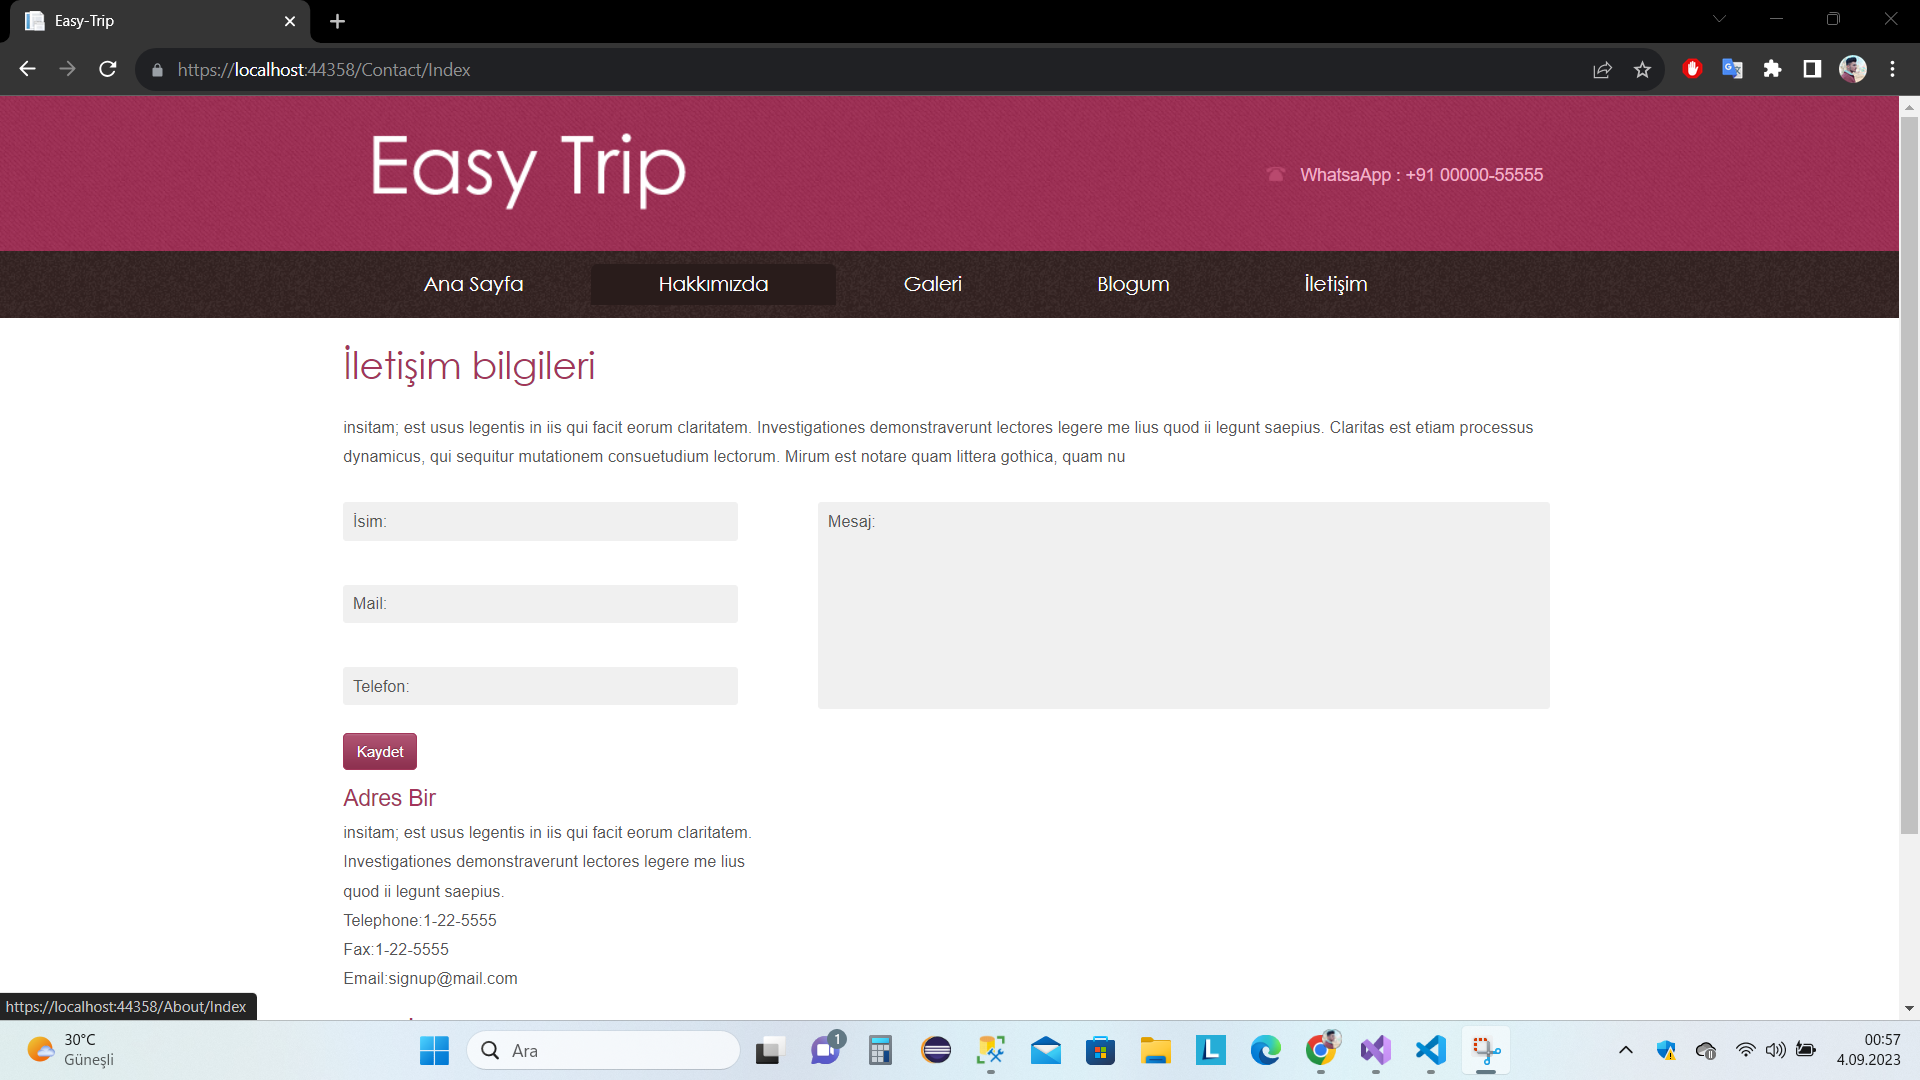 Easy-Trip
https://localhost:44358/Contact/Index
Easy Trip
WhatsaApp : +91 00000-55555
Ana Sayfa
Hakkımızda
Galeri
Blogum
İletişim
İletişim bilgileri
insitam; est usus legentis in iis qui facit eorum claritatem. Investigationes demonstraverunt lectores legere me lius quod ii legunt saepius. Claritas est etiam processus
dynamicus, qui sequitur mutationem consuetudium lectorum. Mirum est notare quam littera gothica, quam nu
İsim:
Mesaj:
Mail:
Telefon:
Kaydet
Adres Bir
insitam; est usus legentis in iis qui facit eorum claritatem.
Investigationes demonstraverunt lectores legere me lius
quod ii legunt saepius.
Telephone:1-22-5555
Fax:1-22-5555
Email:signup@mail.com
https://localhost:44358/About/Index
30°C
Güneşli
Ara
1
L
00:57
4.09.2023